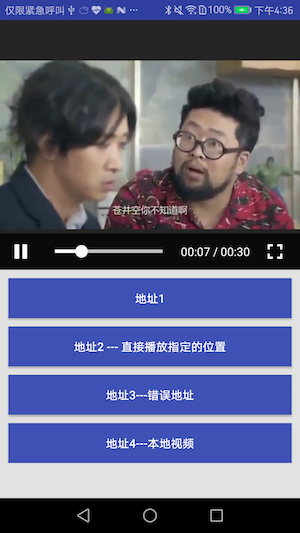 仅限紧急呼叫
100%
下午4:36
苍井空你不知道啊
00:07 / 00:30
地址1
地址2 --- 直接播放指定的位置
地址3---错误地址
地址4---本地视频